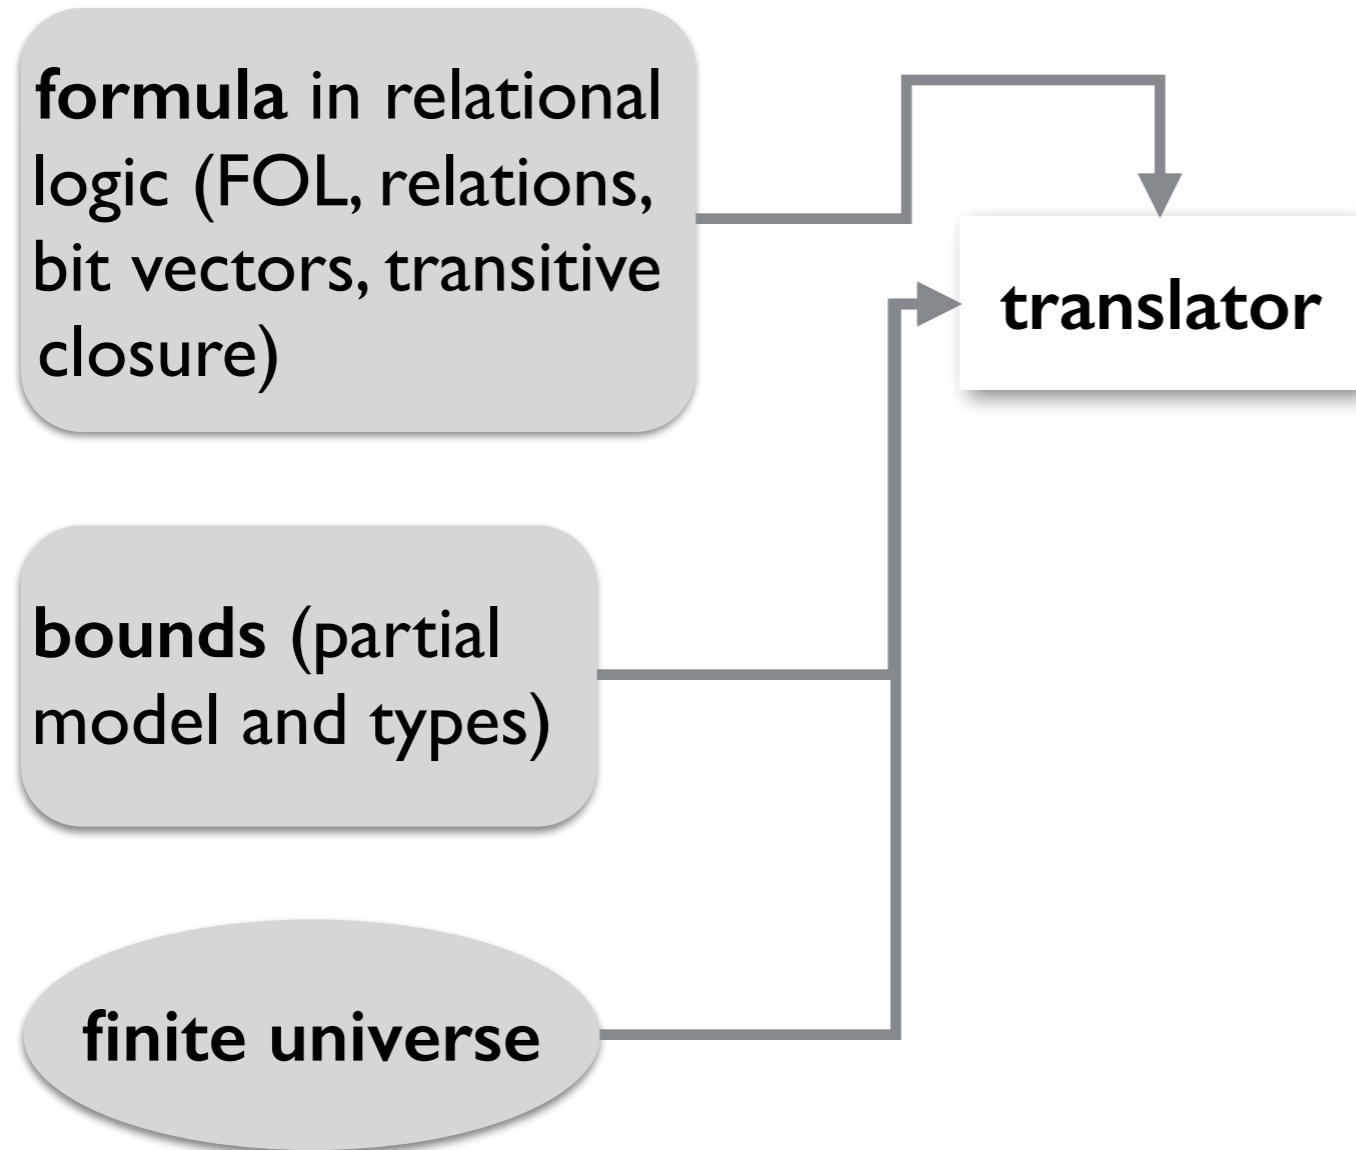 formula in relational
logic (FOL, relations,
bit vectors, transitive
closure)
translator
bounds (partial
model and types)
finite universe